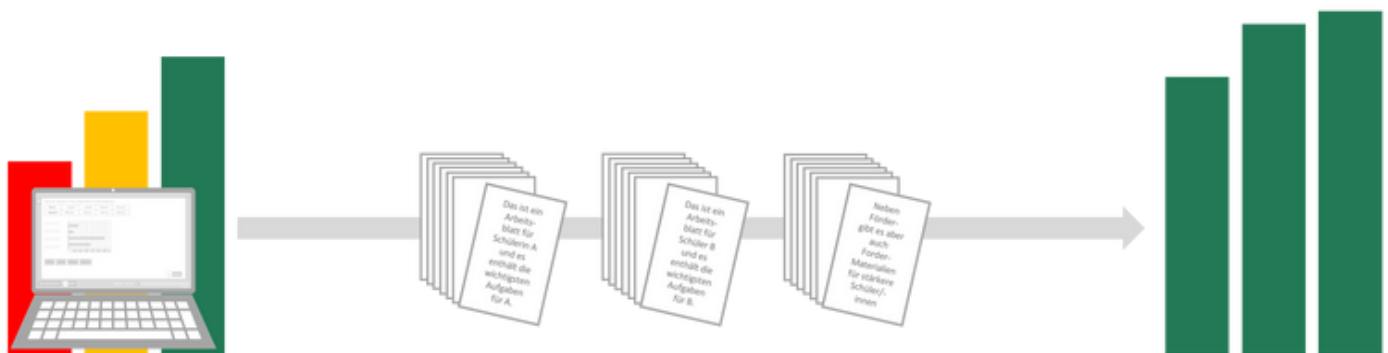 Das ist ein
Arbeits-
blatt für
Schülerin A
und es
enthält die
wichtigsten
Aufgaben
für A.
Das ist ein
Arbeits-
blatt für
Schüler B
und es
enthält die
wichtigsten
Aufgaben
für B.
Neben
Förder-
gibt es aber
auch
Forder-
Materialien
für stärkere
Schüler/-
innen